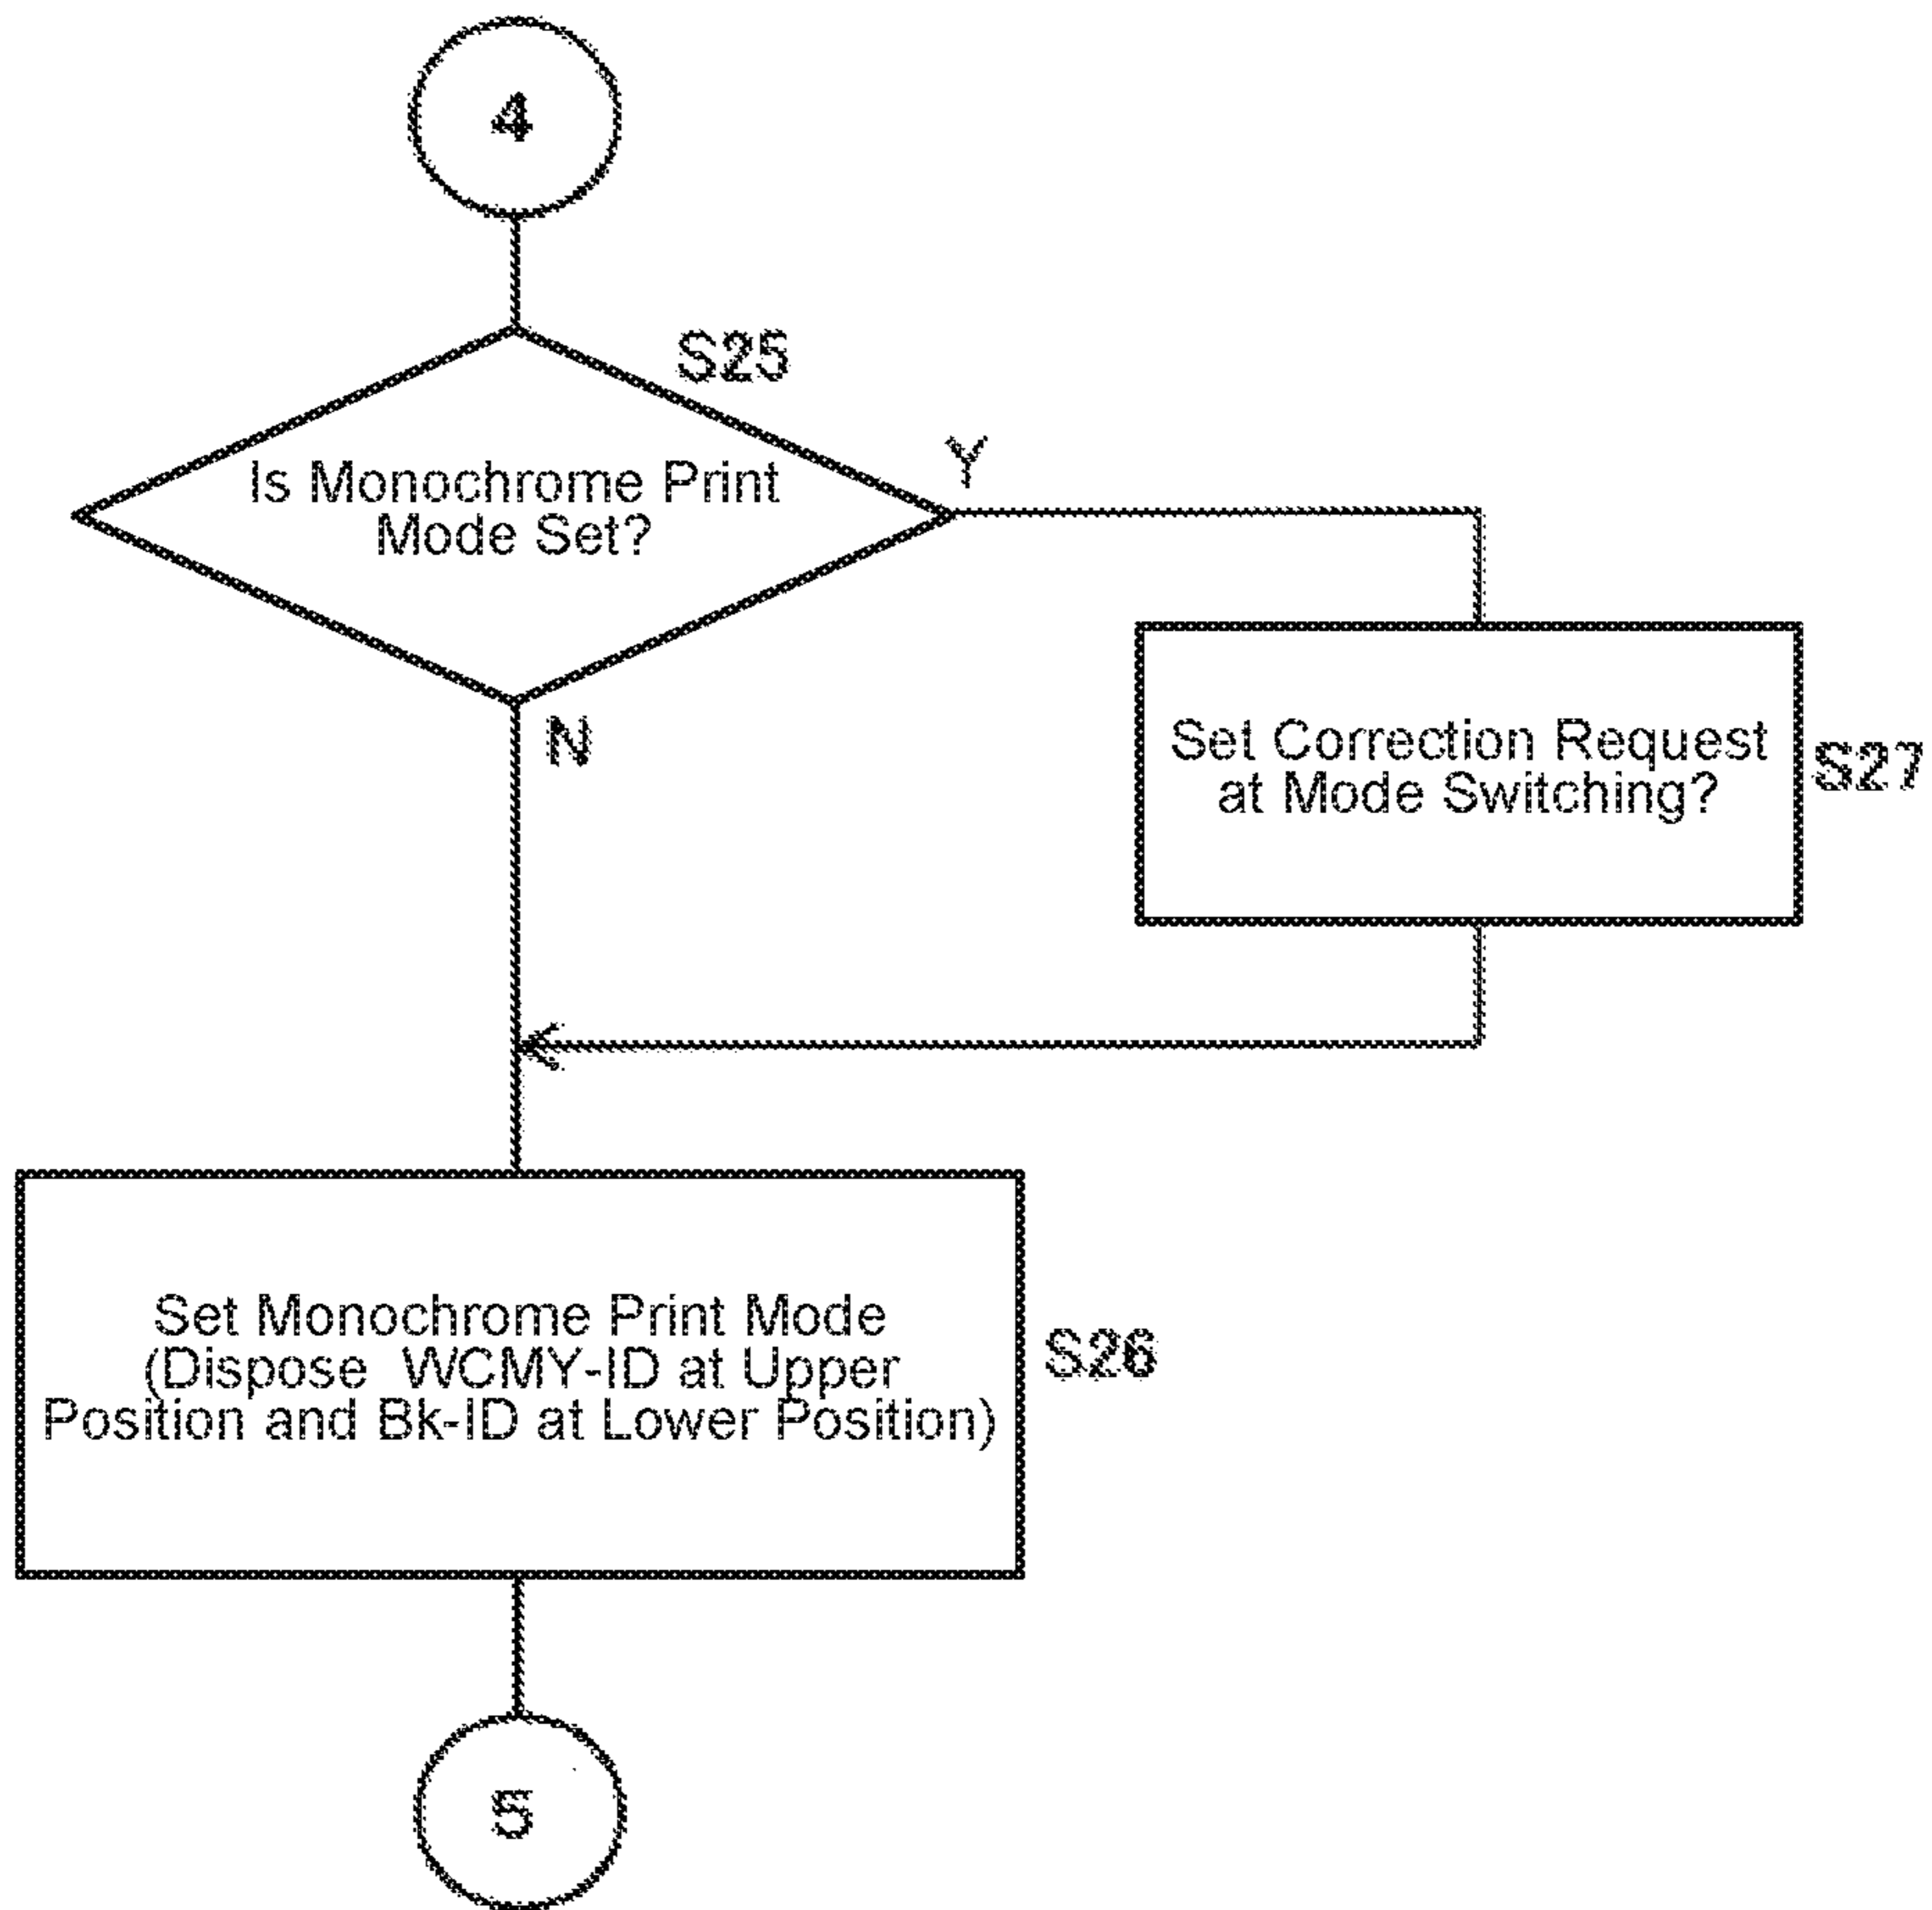 4
S25
Is Monochrome Print
Mode Set?
Y
N
Set Correction Request
at Mode Switching?
S27
Set Monochrome Print Mode
(Dispose WCMY-ID at Upper
Position and Bk-ID at Lower Position)
S26
5